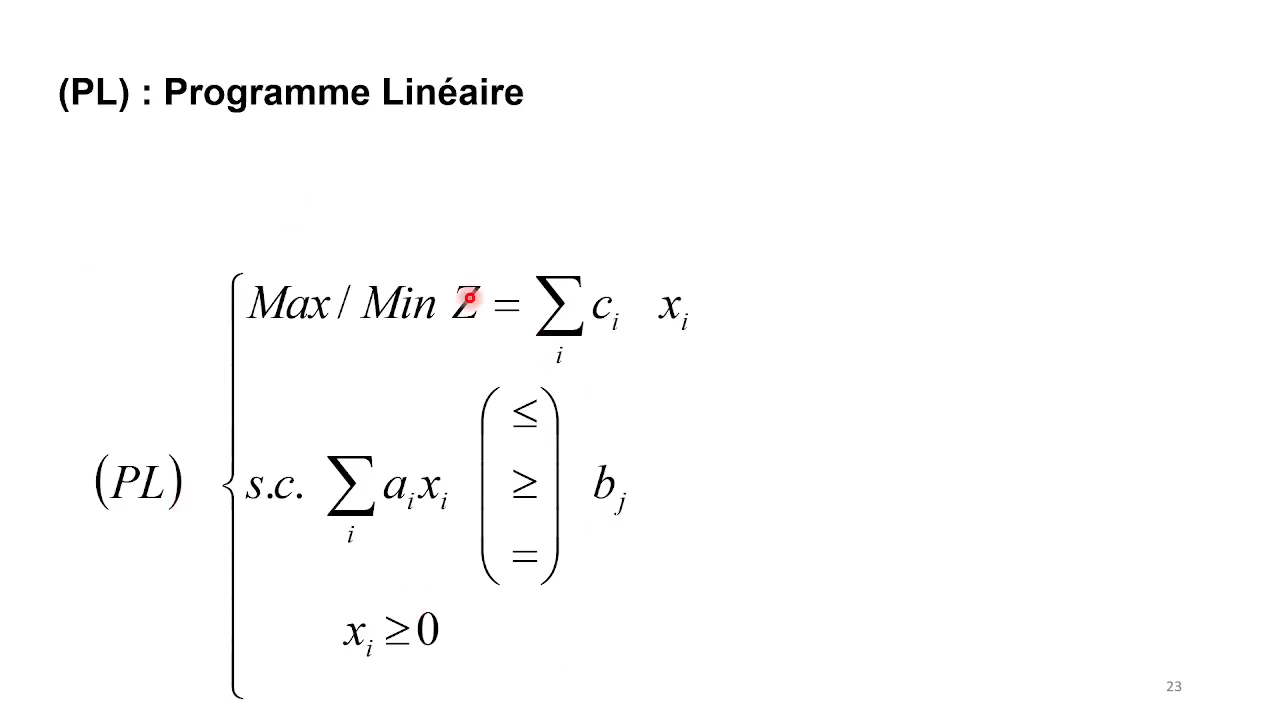 (PL) : Programme Linéaire
Max / Min Z = ∑ᵢ cᵢ xᵢ
(PL) s.c. ∑ᵢ aᵢxᵢ (≤ ≥ =) bⱼ
xᵢ ≥ 0
23